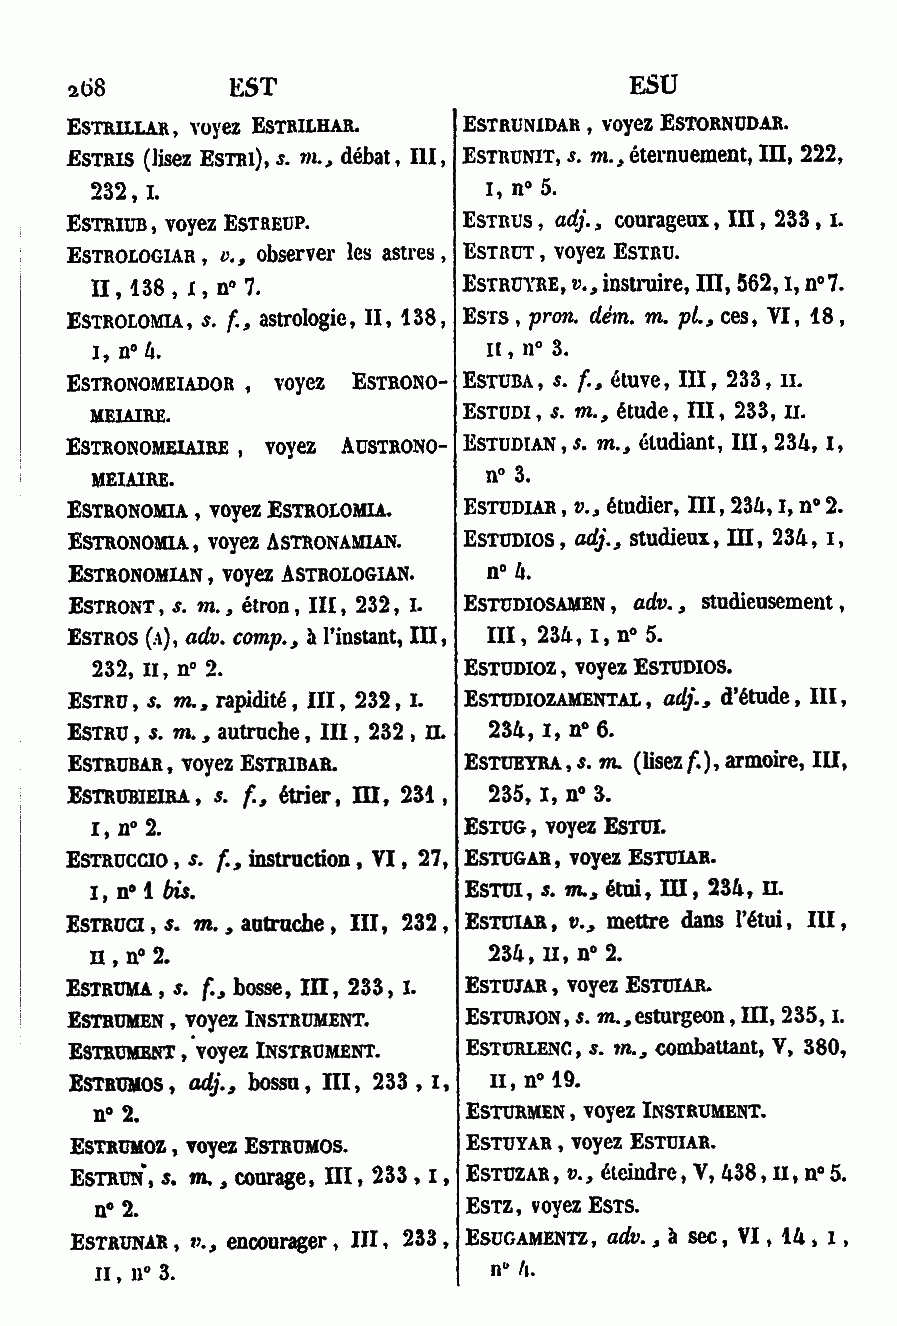 268 EST ESU
ESTRILLAR, voyez ESTRILHAR.
ESTRIS (lisez ESTRI), s. m., débat, III,
232, I.
ESTRIUB, voyez ESTREUP.
ESTROLOGIAR, v., observer les astres,
II, 138, I, n° 7.
ESTROLOMIA, s. f., astrologie, II, 138,
I, n° 4.
ESTRONOMEIADOR, voyez ESTRONO-
MEIAIRE.
ESTRONOMEIAIRE, voyez AUSTRONO-
MEIAIRE.
ESTRONOMIA, voyez ESTROLOMIA.
ESTRONOMIA, voyez ASTRONAMIAN.
ESTRONOMIAN, voyez ASTROLOGIAN.
ESTRONT, s. m., étron, III, 232, I.
ESTROS (A), adv. comp., à l'instant, III,
232, II, n° 2.
ESTRU, s. m., rapidité, III, 232, I.
ESTRU, s. m., autruche, III, 232, II.
ESTRUBAR, voyez ESTRIBAR.
ESTRUBIEIRA, s. f., étrier, III, 231,
I, n° 2.
ESTRUCCIO, s. f., instruction, VI, 27,
I, n° 1 bis.
ESTRUCI, s. m., autruche, III, 232,
II, n° 2.
ESTRUMA, s. f., bosse, III, 233, I.
ESTRUMEN, voyez INSTRUMENT.
ESTRUMENT, voyez INSTRUMENT.
ESTRUMOS, adj., bossu, III, 233, I,
n° 2.
ESTRUMOZ, voyez ESTRUMOS.
ESTRUN, s. m., courage, III, 233, I,
n° 2.
ESTRUNAR, v., encourager, III, 233,
II, n° 3.
ESTRUNIDAR, voyez ESTORNUDAR.
ESTRUNIT, s. m., éternuement, III, 222,
I, n° 5.
ESTRUS, adj., courageux, III, 233, I.
ESTRUT, voyez ESTRU.
ESTRUYRE, v., instruire, III, 562, I, n° 7.
ESTS, pron. dém. m. pl., ces, VI, 18,
II, n° 3.
ESTUBA, s. f., étuve, III, 233, II.
ESTUDI, s. m., étude, III, 233, II.
ESTUDIAN, s. m., étudiant, III, 234, I,
n° 3.
ESTUDIAR, v., étudier, III, 234, I, n° 2.
ESTUDIOS, adj., studieux, III, 234, I,
n° 4.
ESTUDIOSAMEN, adv., studieusement,
III, 234, I, n° 5.
ESTUDIOZ, voyez ESTUDIOS.
ESTUDIOZAMENTAL, adj., d'étude, III,
234, I, n° 6.
ESTUEYRA, s. m. (lisez f.), armoire, III,
235, I, n° 3.
ESTUG, voyez ESTUI.
ESTUGAR, voyez ESTUIAR.
ESTUI, s. m., étui, III, 234, II.
ESTUIAR, v., mettre dans l'étui, III,
234, II, n° 2.
ESTUJAR, voyez ESTUIAR.
ESTURJON, s. m., esturgeon, III, 235, I.
ESTURLENC, s. m., combattant, V, 380,
II, n° 19.
ESTURMEN, voyez INSTRUMENT.
ESTUYAR, voyez ESTUIAR.
ESTUZAR, v., éteindre, V, 438, II, n° 5.
ESTZ, voyez ESTS.
ESUGAMENTZ, adv., à sec, VI, 14, I,
n° 4.